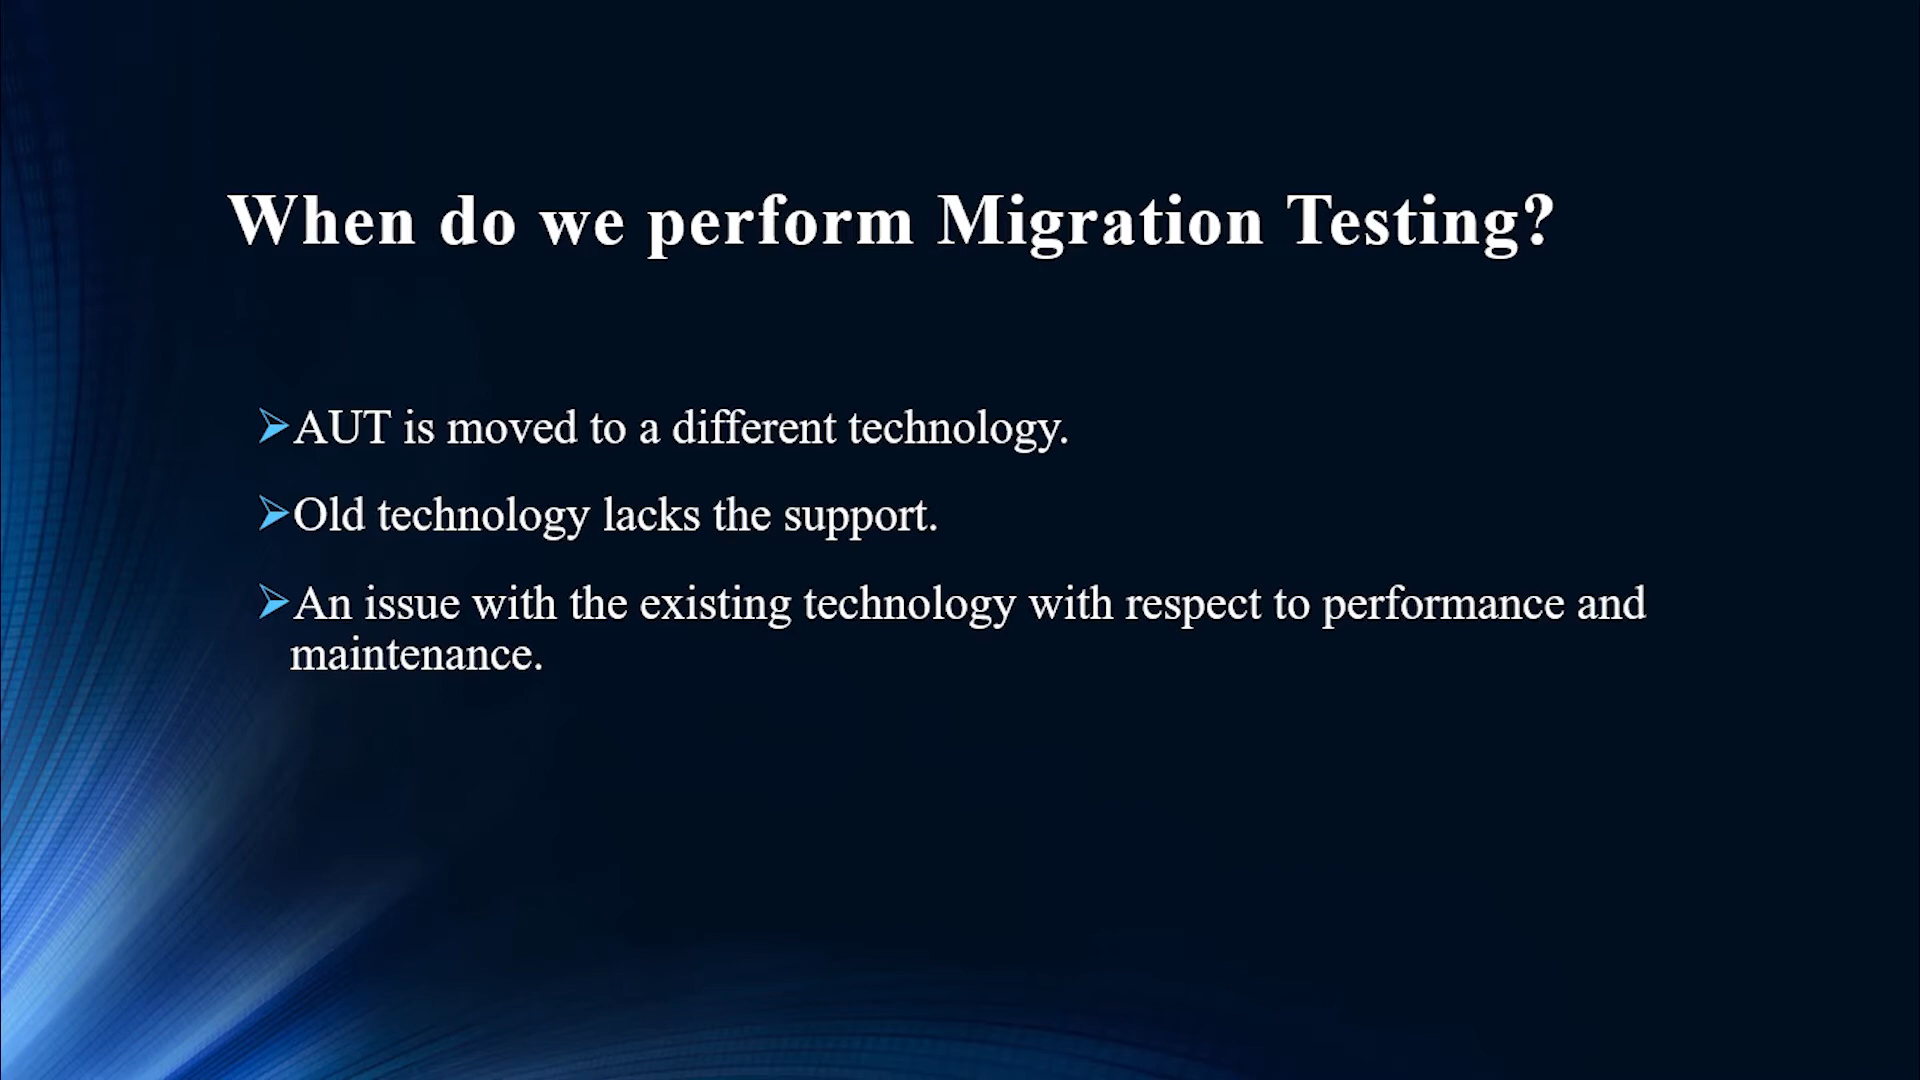 When do we perform Migration Testing?
➢AUT is moved to a different technology.
➢Old technology lacks the support.
➢An issue with the existing technology with respect to performance and
maintenance.